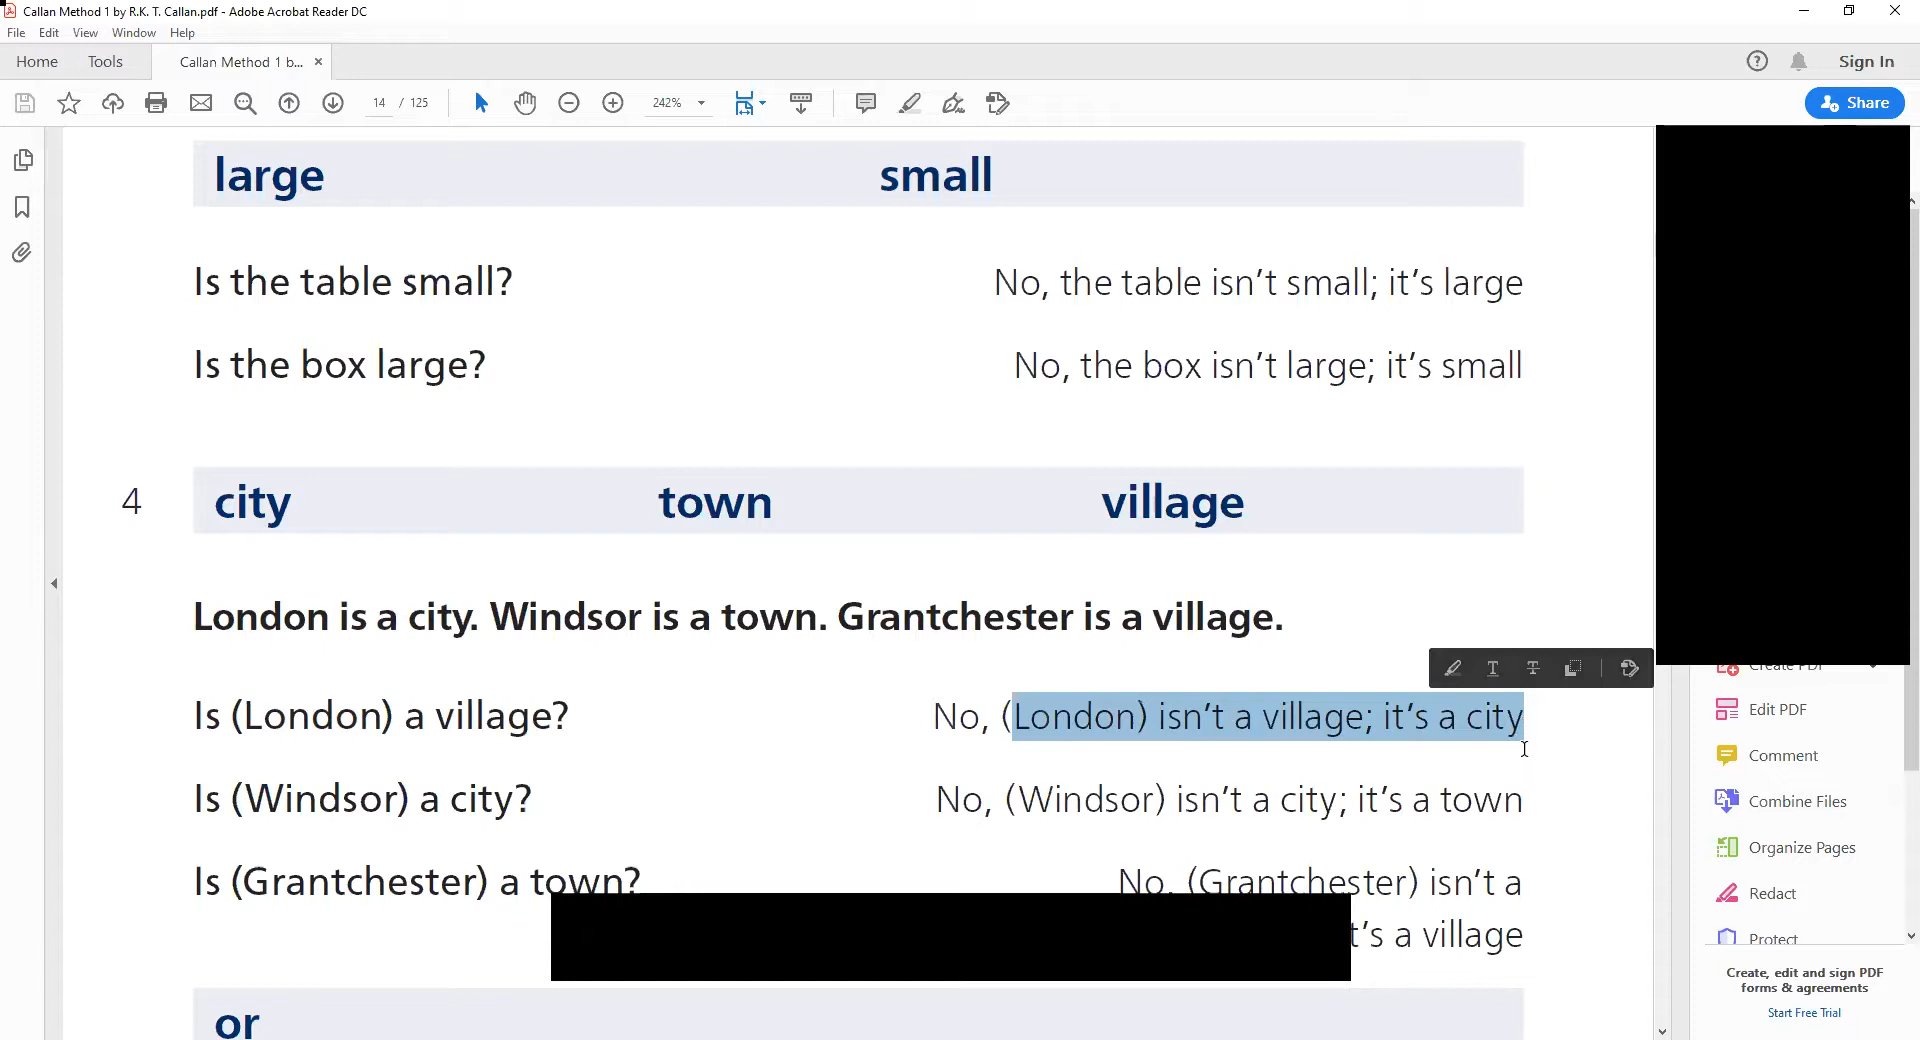 Callan Method 1 by R.K. T. Callan.pdf - Adobe Acrobat Reader DC
File Edit View Window Help
Home Tools Callan Method 1 b... × Sign In
14 / 125 242% Share
large small
Is the table small? No, the table isn’t small; it’s large
Is the box large? No, the box isn’t large; it’s small
4 city town village
London is a city. Windsor is a town. Grantchester is a village.
Is (London) a village? No, (London) isn’t a village; it’s a city
Is (Windsor) a city? No, (Windsor) isn’t a city; it’s a town
Is (Grantchester) a town? No, (Grantchester) isn’t a
t’s a village
or
Create PDF
Edit PDF
Comment
Combine Files
Organize Pages
Redact
Protect
Create, edit and sign PDF
forms & agreements
Start Free Trial